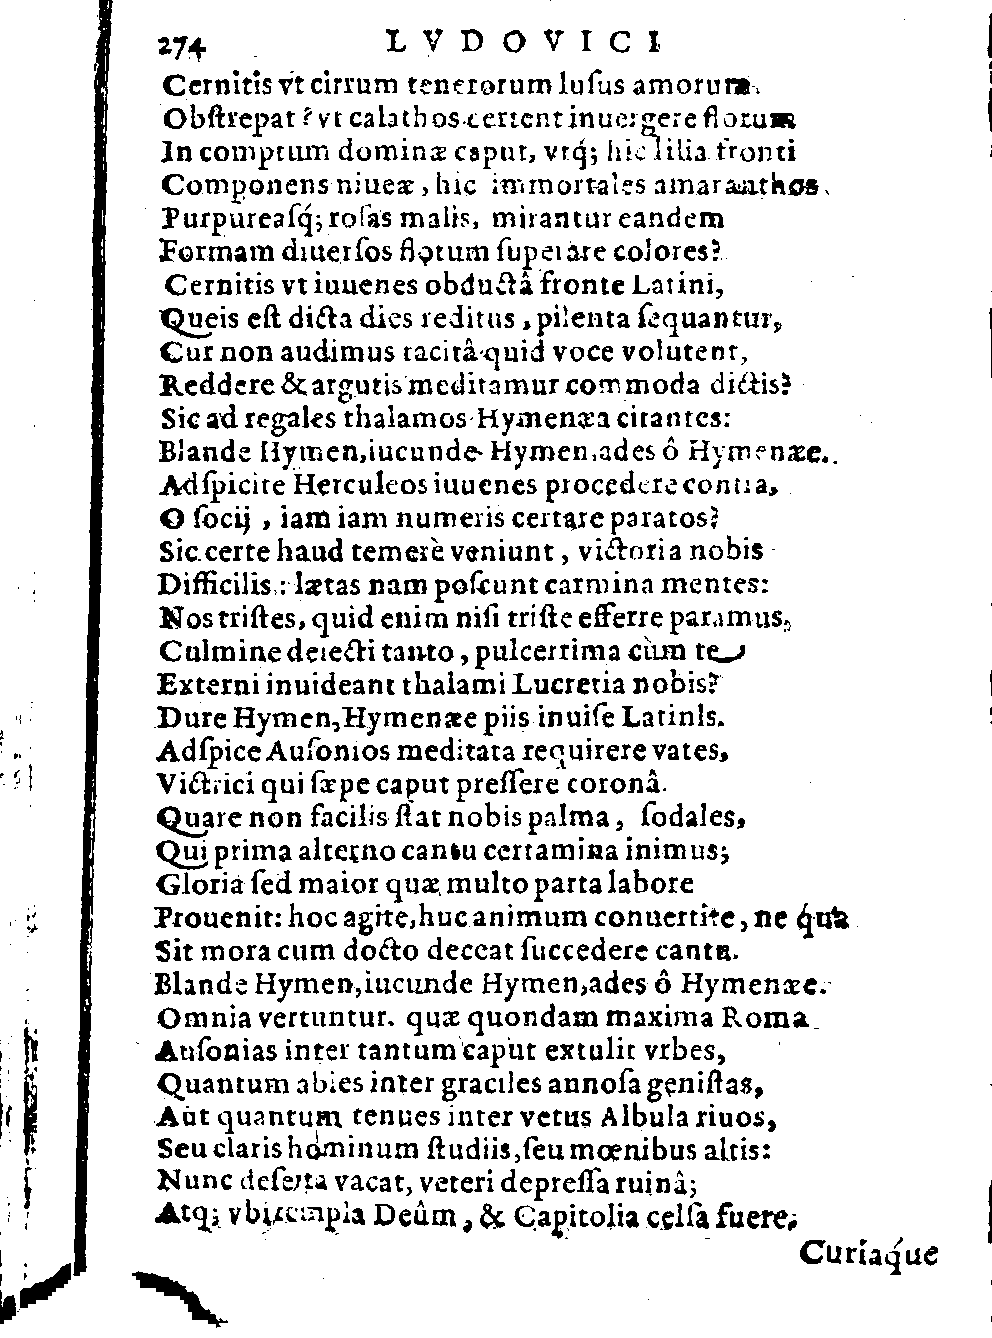 274 LVDOVICI
Cernitis vt cirrum tenerorum luſus amorum
Obſtrepat? vt calathos certent inuergere florum
In comptum dominæ caput, vtq́; hic lilia fronti
Componens niueæ, hic immortales amaranthos
Purpureaſq́; roſas malis, mirantur eandem
Formam diuerſos florum ſuperare colores?
Cernitis vt iuuenes obductâ fronte Latini,
Queis eſt dicta dies reditus, pilenta ſequantur,
Cur non audimus tacitâ quid voce volutent,
Reddere & argutis meditamur commoda dictis?
Sic ad regales thalamos Hymenæa citantes:
Blande Hymen, iucunde Hymen, ades ô Hymenæe.
Adſpicite Herculeos iuuenes procedere contra,
O ſocij, iam iam numeris certare paratos?
Sic certe haud temerè veniunt, victoria nobis
Difficilis: lætas nam poſcunt carmina mentes:
Nos triſtes, quid enim niſi triſte efferre paramus,
Culmine deiecti tanto, pulcerrima cùm te
Externi inuideant thalami Lucretia nobis?
Dure Hymen, Hymenæe piis inuiſe Latinis.
Adſpice Auſonios meditata requirere vates,
Victrici qui ſæpe caput preſſere coronâ.
Quare non facilis ſtat nobis palma, ſodales,
Qui prima alterno cantu certamina inimus;
Gloria ſed maior quæ multo parta labore
Prouenit: hoc agite, huc animum conuertite, ne q́ua
Sit mora cum docto deceat ſuccedere cantu.
Blande Hymen, iucunde Hymen, ades ô Hymenæe.
Omnia vertuntur. quæ quondam maxima Roma
Auſonias inter tantum caput extulit vrbes,
Quantum abies inter graciles annoſa geniſtas,
Aut quantum tenues inter vetus Albula riuos,
Seu claris hominum ſtudiis, ſeu mœnibus altis:
Nunc deſerta vacat, veteri depreſſa ruinâ;
Atq; vbi templa Deûm, & Capitolia celſa fuere,
Curiaq́ue